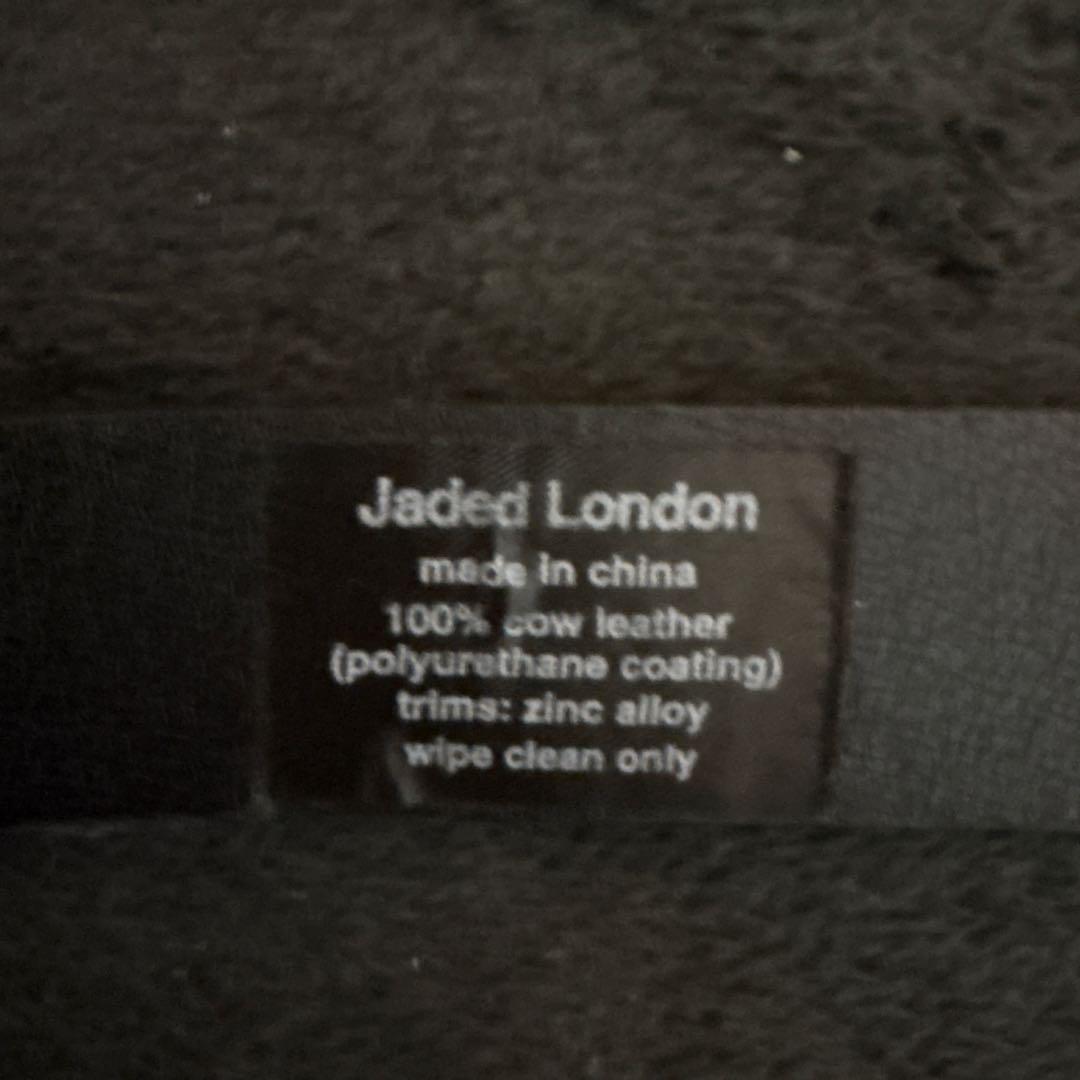 Jaded London
made in china
100% cow leather
(polyurethane coating)
trims: zinc alloy
wipe clean only